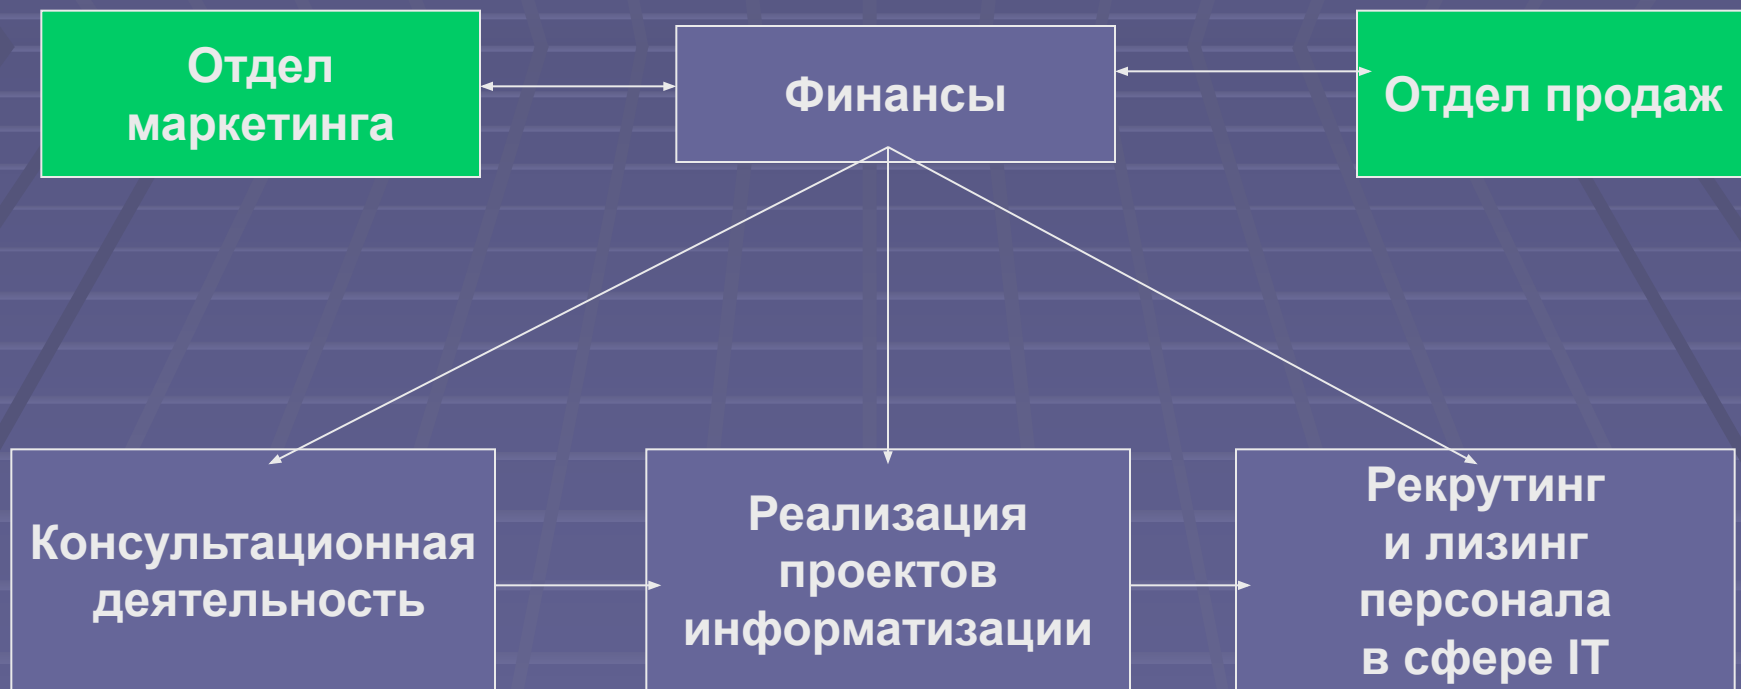 Отдел
маркетинга
Финансы
Отдел продаж
Консультационная
деятельность
Реализация
проектов
информатизации
Рекрутинг
и лизинг
персонала
в сфере IT